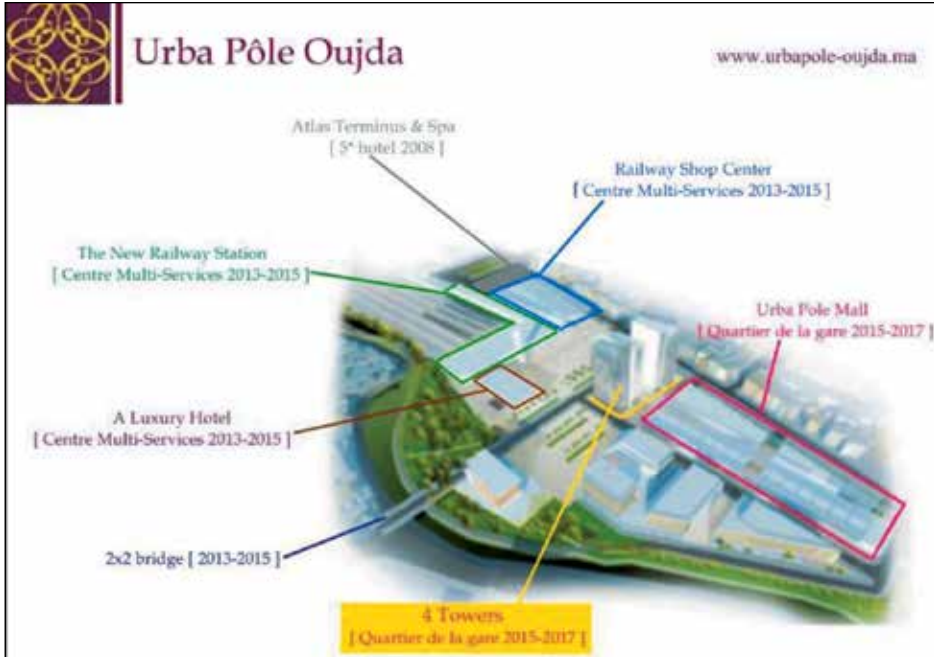 Urba Pôle Oujda
www.urbapole-oujda.ma
Atlas Terminus & Spa
[ 5* hotel 2008 ]
Railway Shop Center
[ Centre Multi-Services 2013-2015 ]
The New Railway Station
[ Centre Multi-Services 2013-2015 ]
Urba Pole Mall
[ Quartier de la gare 2015-2017 ]
A Luxury Hotel
[ Centre Multi-Services 2013-2015 ]
2x2 bridge [ 2013-2015 ]
4 Towers
[ Quartier de la gare 2015-2017 ]